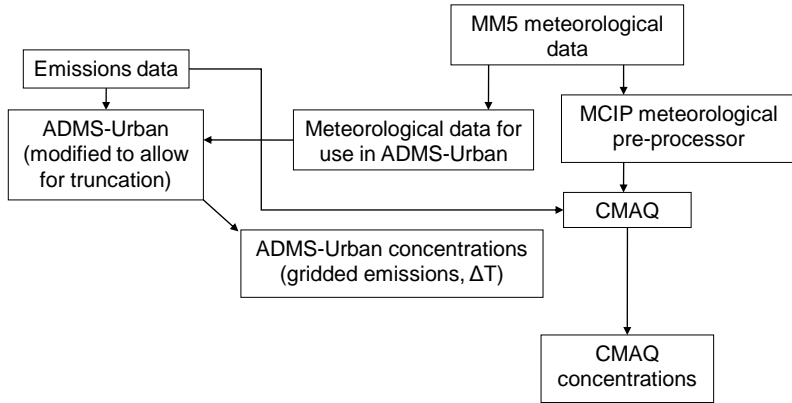 MM5 meteorological
data
Emissions data
MCIP meteorological
pre-processor
ADMS-Urban
(modified to allow
for truncation)
Meteorological data for
use in ADMS-Urban
CMAQ
ADMS-Urban concentrations
(gridded emissions, ΔT)
CMAQ
concentrations